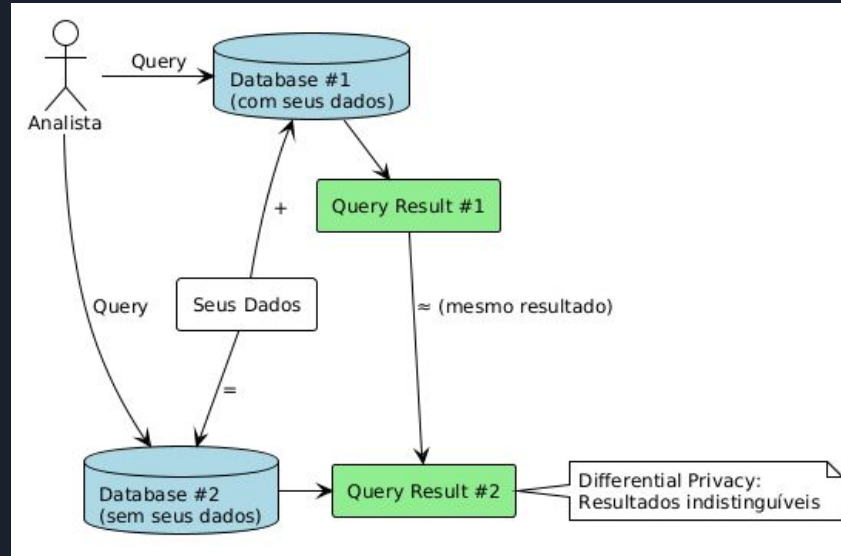 Query
Database #1
(com seus dados)
Analista
Query Result #1
+
Seus Dados
Query
≈ (mesmo resultado)
=
Database #2
(sem seus dados)
Query Result #2
Differential Privacy:
Resultados indistinguíveis